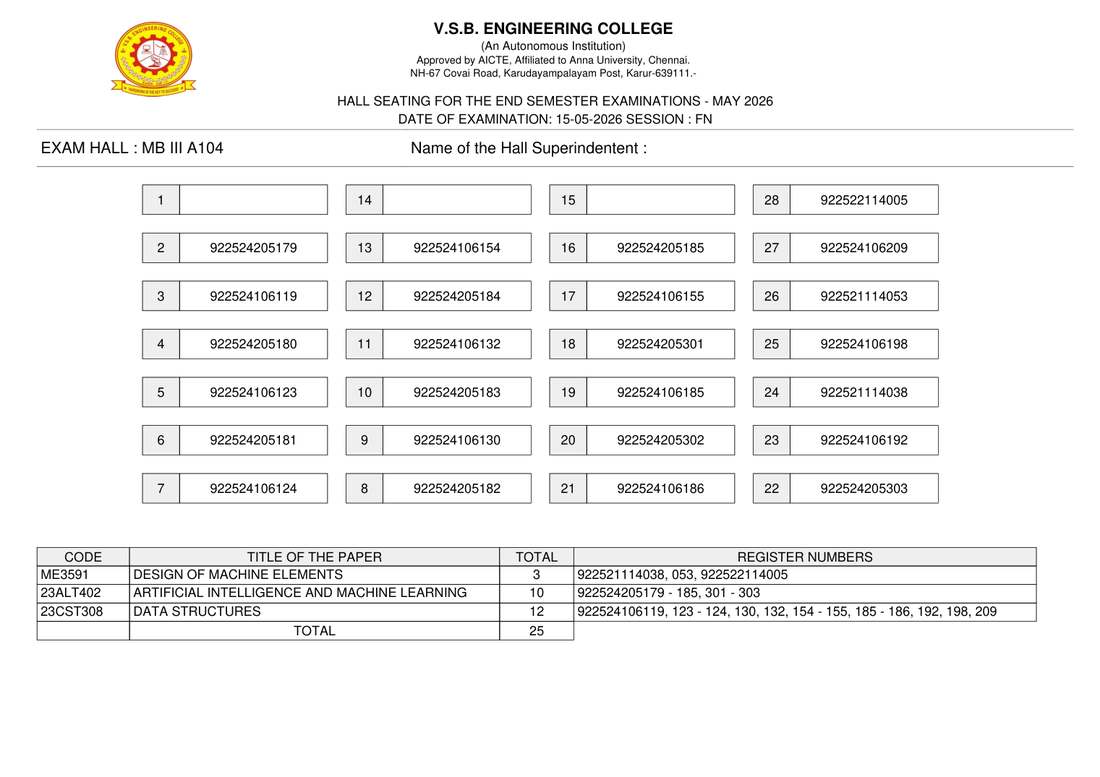 V.S.B. ENGINEERING COLLEGE
(An Autonomous Institution)
Approved by AICTE, Affiliated to Anna University, Chennai.
NH-67 Covai Road, Karudayampalayam Post, Karur-639111.-
HALL SEATING FOR THE END SEMESTER EXAMINATIONS - MAY 2026
DATE OF EXAMINATION: 15-05-2026 SESSION : FN
EXAM HALL : MB III A104 Name of the Hall Superindentent :
1 14 15 28 922522114005
2 922524205179 13 922524106154 16 922524205185 27 922524106209
3 922524106119 12 922524205184 17 922524106155 26 922521114053
4 922524205180 11 922524106132 18 922524205301 25 922524106198
5 922524106123 10 922524205183 19 922524106185 24 922521114038
6 922524205181 9 922524106130 20 922524205302 23 922524106192
7 922524106124 8 922524205182 21 922524106186 22 922524205303
CODE TITLE OF THE PAPER TOTAL REGISTER NUMBERS
ME3591 DESIGN OF MACHINE ELEMENTS 3 922521114038, 053, 922522114005
23ALT402 ARTIFICIAL INTELLIGENCE AND MACHINE LEARNING 10 922524205179 - 185, 301 - 303
23CST308 DATA STRUCTURES 12 922524106119, 123 - 124, 130, 132, 154 - 155, 185 - 186, 192, 198, 209
TOTAL 25